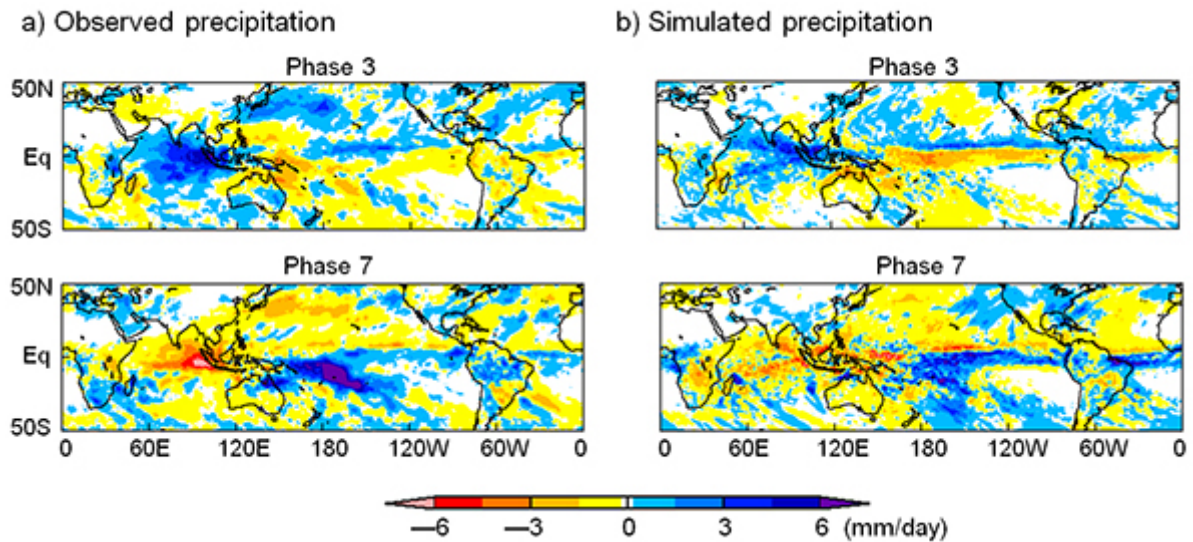 a) Observed precipitation
Phase 3
50N
Eq
50S
Phase 7
50N
Eq
50S
0 60E 120E 180 120W 60W 0
b) Simulated precipitation
Phase 3
Phase 7
0 60E 120E 180 120W 60W 0
—6 —3 0 3 6 (mm/day)